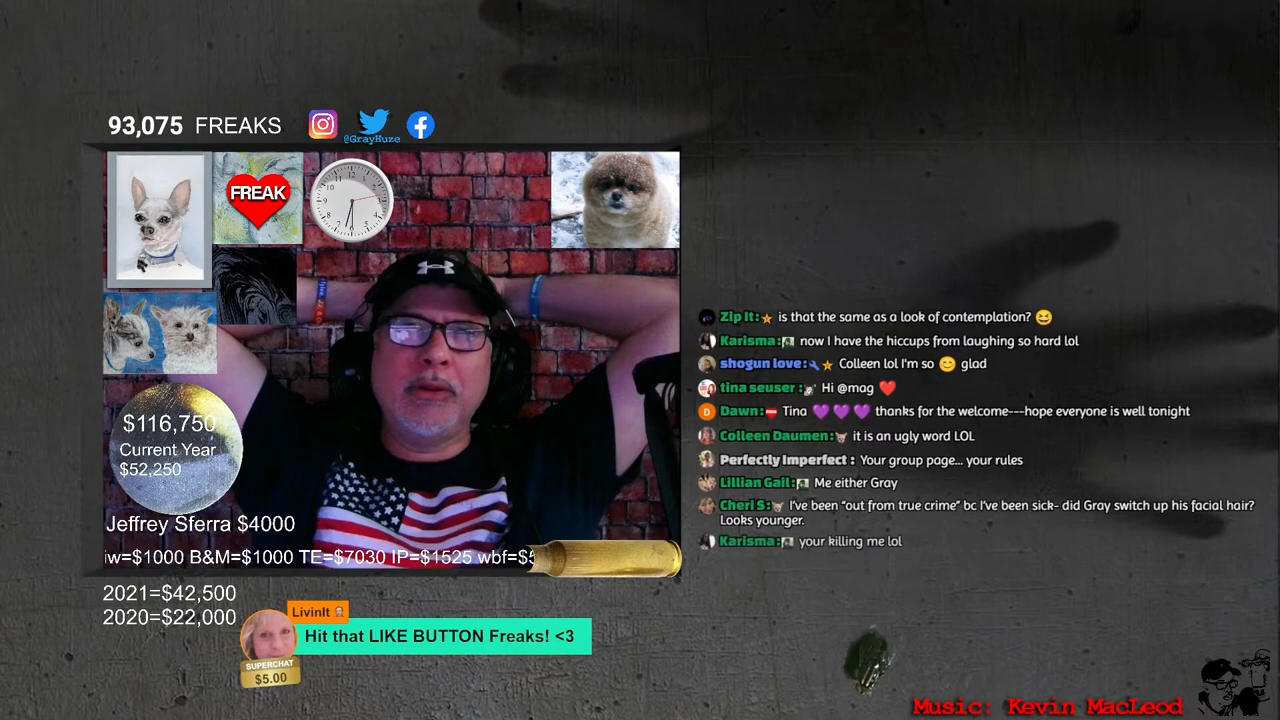 93,075 FREAKS
@GrayHuze
FREAK
$116,750
Current Year
$52,250
Jeffrey Sferra $4000
iw=$1000 B&M=$1000 TE=$7030 IP=$1525 wbf=$5
2021=$42,500
2020=$22,000
LivinIt
Hit that LIKE BUTTON Freaks! <3
SUPERCHAT
$5.00
Zip It: is that the same as a look of contemplation? 😆
Karisma: now I have the hiccups from laughing so hard lol
shogun love: Colleen lol I'm so 😊 glad
tina seuser: Hi @mag ❤️
Dawn: Tina 💜💜💜 thanks for the welcome---hope everyone is well tonight
Colleen Daumen: it is an ugly word LOL
Perfectly Imperfect: Your group page... your rules
Lillian Gail: Me either Gray
Cheri S: I've been "out from true crime" bc I've been sick- did Gray switch up his facial hair?
Looks younger.
Karisma: your killing me lol
Music: Kevin MacLeod